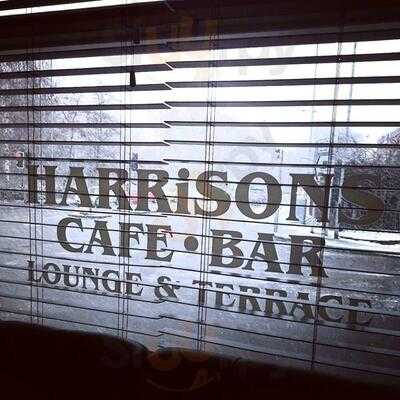 HARRiSONS
CAFE • BAR
LOUNGE & TERRACE